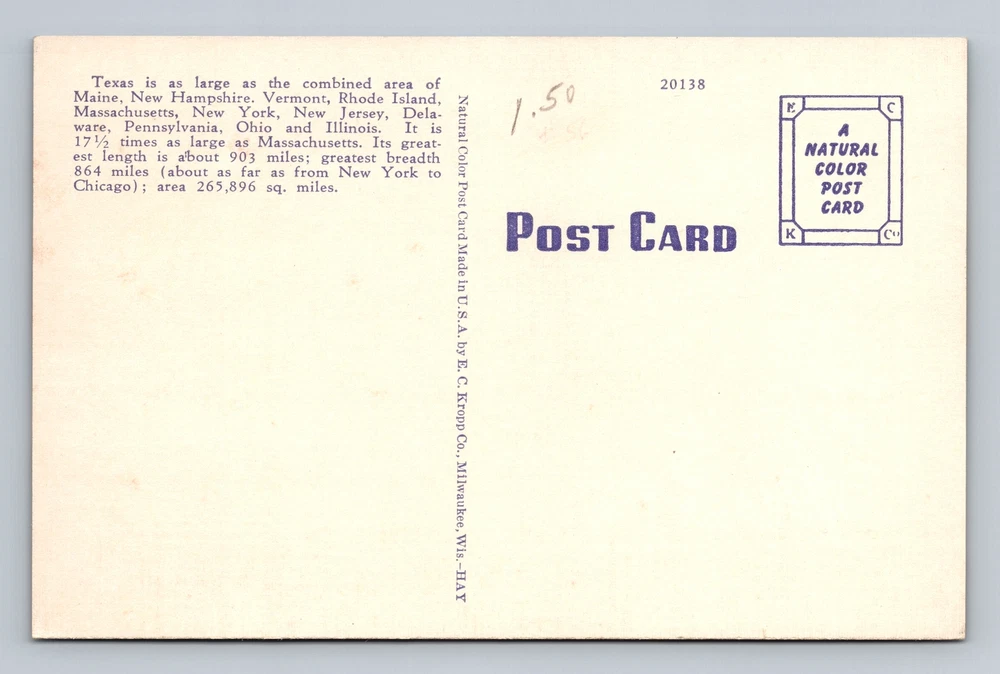 Texas is as large as the combined area of
Maine, New Hampshire. Vermont, Rhode Island,
Massachusetts, New York, New Jersey, Dela-
ware, Pennsylvania, Ohio and Illinois. It is
17½ times as large as Massachusetts. Its great-
est length is about 903 miles; greatest breadth
864 miles (about as far as from New York to
Chicago); area 265,896 sq. miles.
Natural Color Post Card Made in U.S.A. by E. C. Kropp Co., Milwaukee, Wis.-HAY
1.50
20138
POST CARD
E C
A
NATURAL
COLOR
POST
CARD
K Co